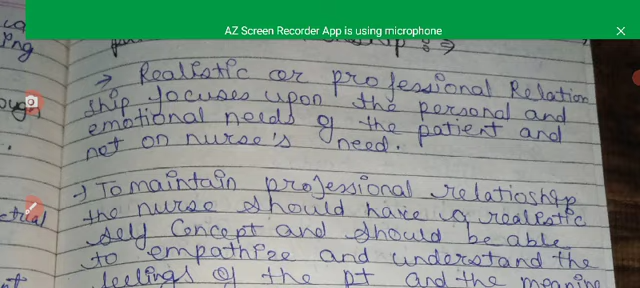 AZ Screen Recorder App is using microphone
→ Realistic or professional Relation
ship focuses upon the personal and
emotional needs of the patient and
not on nurse's need.
→ To maintain professional relatioship
the nurse should have a realistic
self concept and should be able
to empathize and understand the
feelings of the pt and the meaning